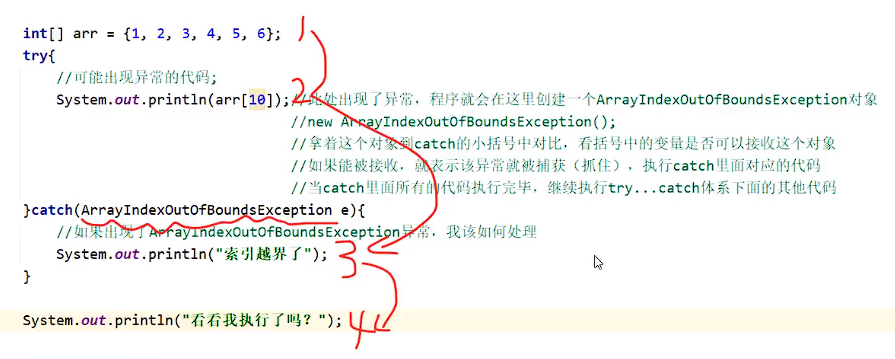 int[] arr = {1, 2, 3, 4, 5, 6}; 1
try{
//可能出现异常的代码;
System.out.println(arr[10]);2//此处出现了异常，程序就会在这里创建一个ArrayIndexOutOfBoundsException对象
//new ArrayIndexOutOfBoundsException();
//拿着这个对象到catch的小括号中对比，看括号中的变量是否可以接收这个对象
//如果能被接收，就表示该异常就被捕获（抓住），执行catch里面对应的代码
//当catch里面所有的代码执行完毕，继续执行try...catch体系下面的其他代码
}catch(ArrayIndexOutOfBoundsException e){
//如果出现了ArrayIndexOutOfBoundsException异常，我该如何处理
System.out.println("索引越界了"); 3
}
System.out.println("看看我执行了吗？"); 4